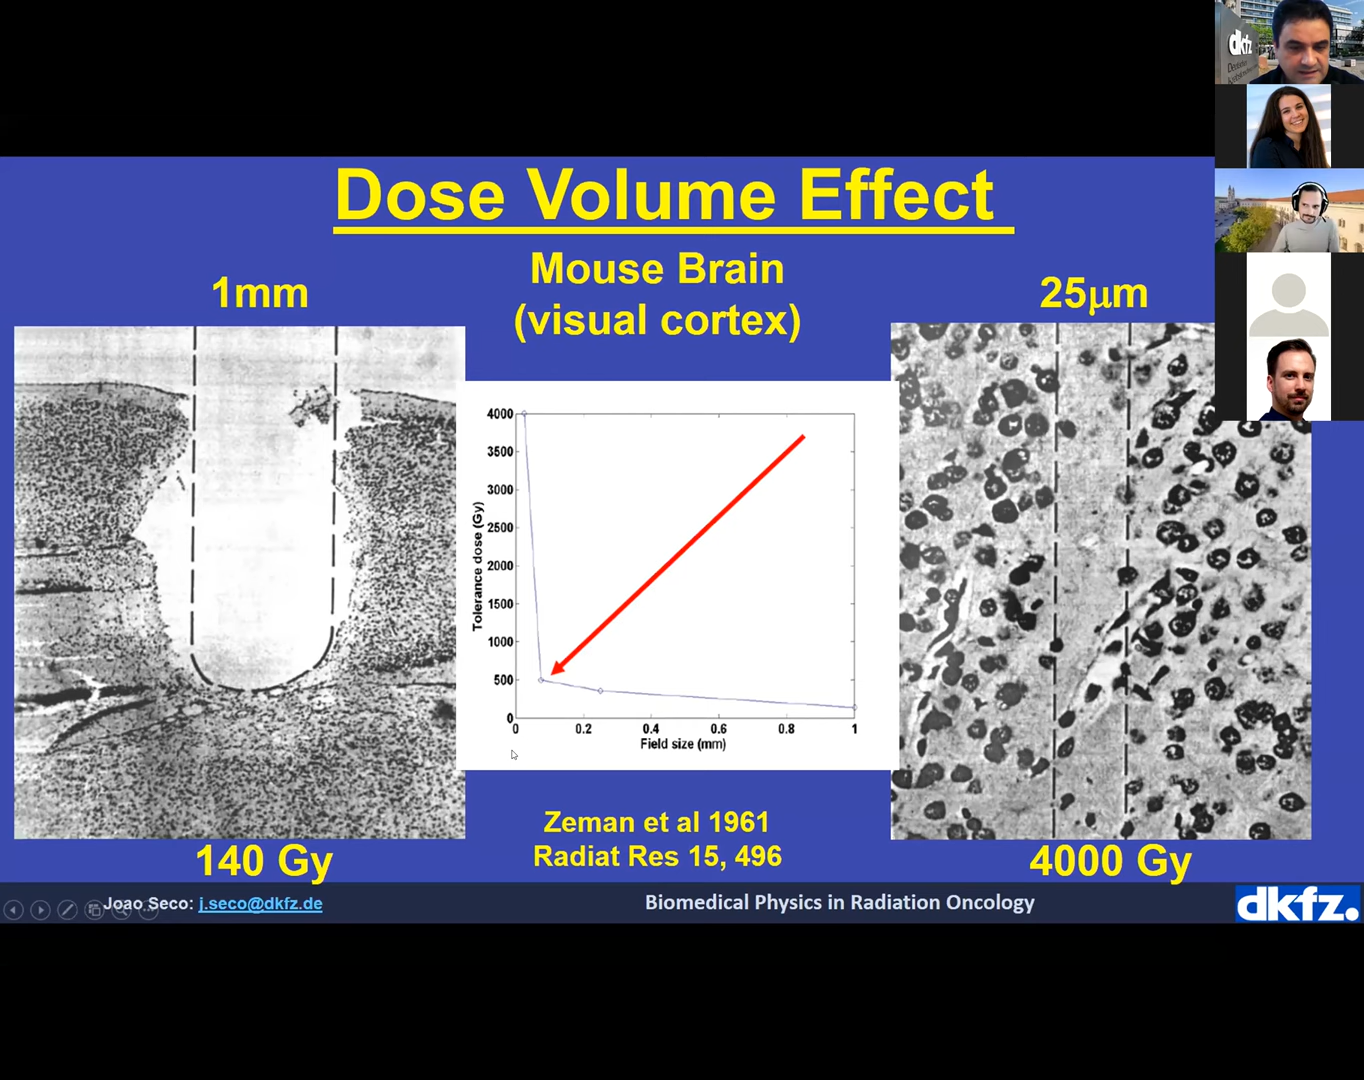 Dose Volume Effect
Mouse Brain
(visual cortex)
1mm
25μm
4000
3500
3000
2500
2000
1500
1000
500
0
Tolerance dose (Gy)
0 0.2 0.4 0.6 0.8 1
Field size (mm)
Zeman et al 1961
Radiat Res 15, 496
140 Gy
4000 Gy
Joao Seco: j.seco@dkfz.de
Biomedical Physics in Radiation Oncology
dkfz.
dkfz